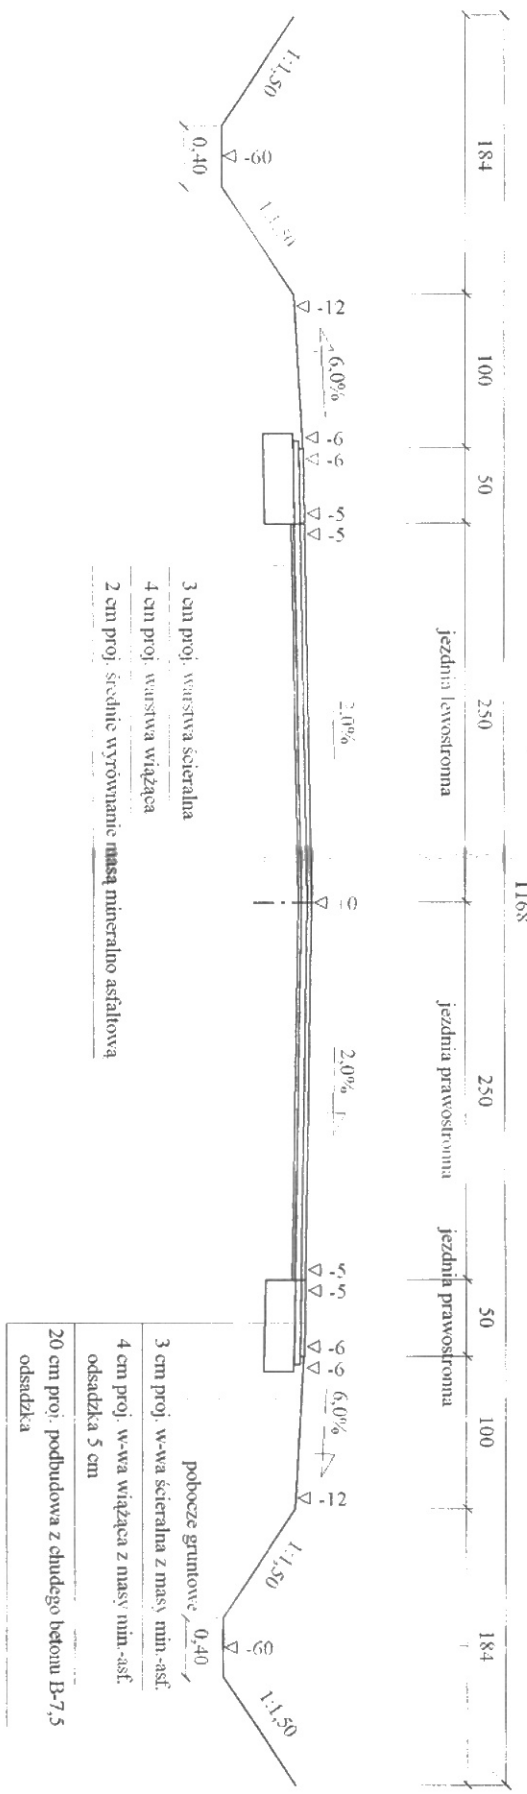 1168
184
100
50
250
250
50
100
184
jezdnia lewostronna
jezdnia prawostronna
jezdnia prawostronna
1:1,50
-60
0,40
1:1,50
-12
6,0%
-6
-6
-5
-5
2,0%
0
2,0%
-5
-5
-6
-6
6,0%
-12
1:1,50
-60
0,40
1:1,50
3 cm proj. warstwa ścieralna
4 cm proj. warstwa wiążąca
2 cm proj. średnie wyrównanie masą mineralno asfaltową
pobocze gruntowe
3 cm proj. w-wa ścieralna z masy min.-asf.
4 cm proj. w-wa wiążąca z masy min.-asf.
odsadzka 5 cm
20 cm proj. podbudowa z chudego betonu B-7,5
odsadzka